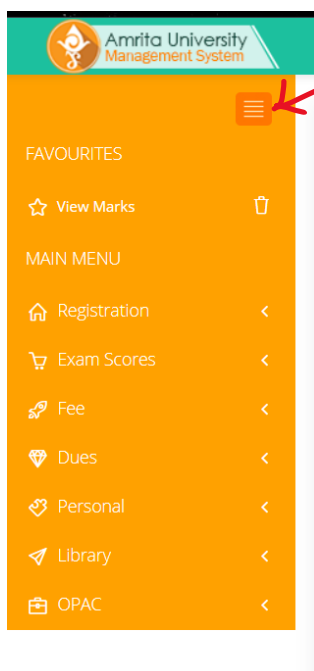 Amrita University
Management System
FAVOURITES
View Marks
MAIN MENU
Registration
Exam Scores
Fee
Dues
Personal
Library
OPAC